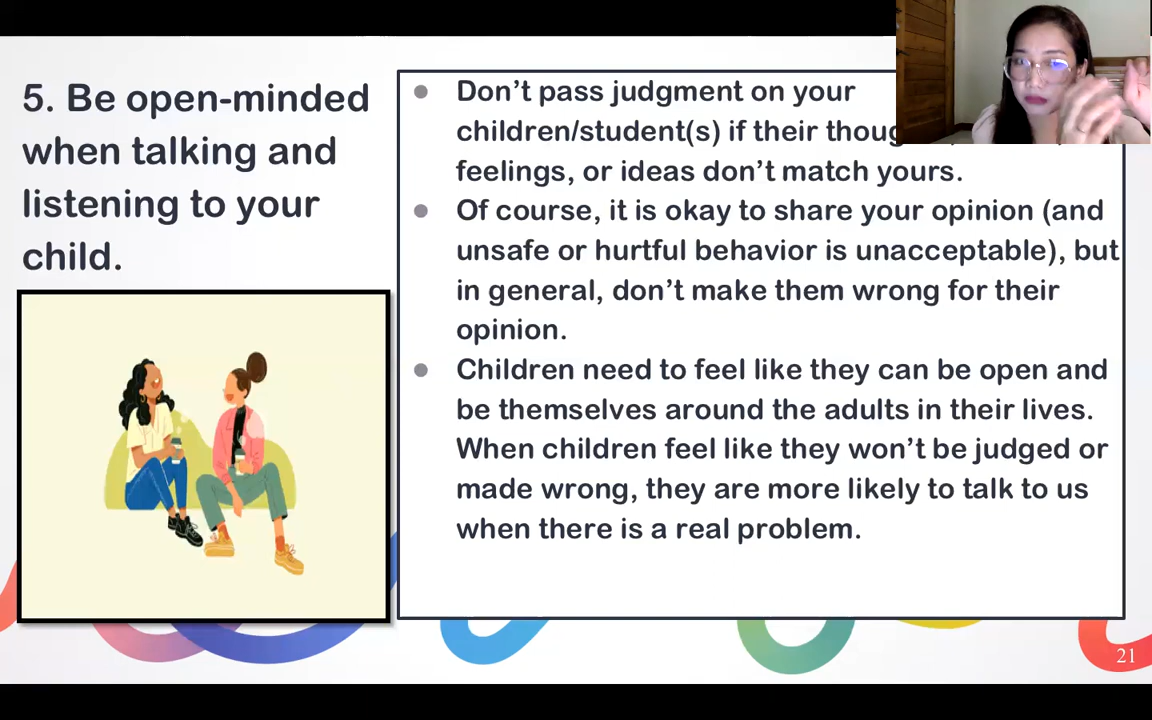 5. Be open-minded
when talking and
listening to your
child.
Don't pass judgment on your
children/student(s) if their
feelings, or ideas don't match yours.
Of course, it is okay to share your opinion (and
unsafe or hurtful behavior is unacceptable), but
in general, don't make them wrong for their
opinion.
Children need to feel like they can be open and
be themselves around the adults in their lives.
When children feel like they won't be judged or
made wrong, they are more likely to talk to us
when there is a real problem.
21